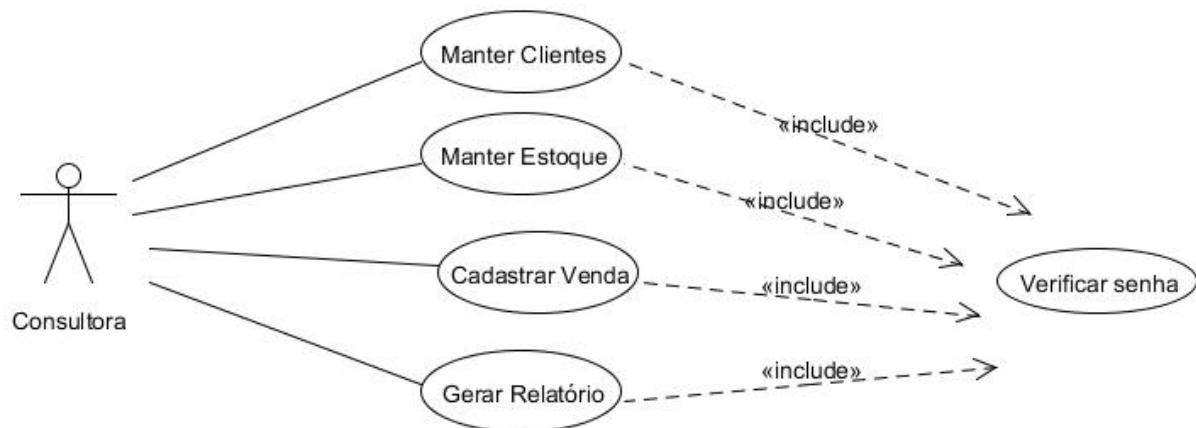 Manter Clientes
«include»
Manter Estoque
«include»
Cadastrar Venda
«include»
Verificar senha
Consultora
Gerar Relatório
«include»